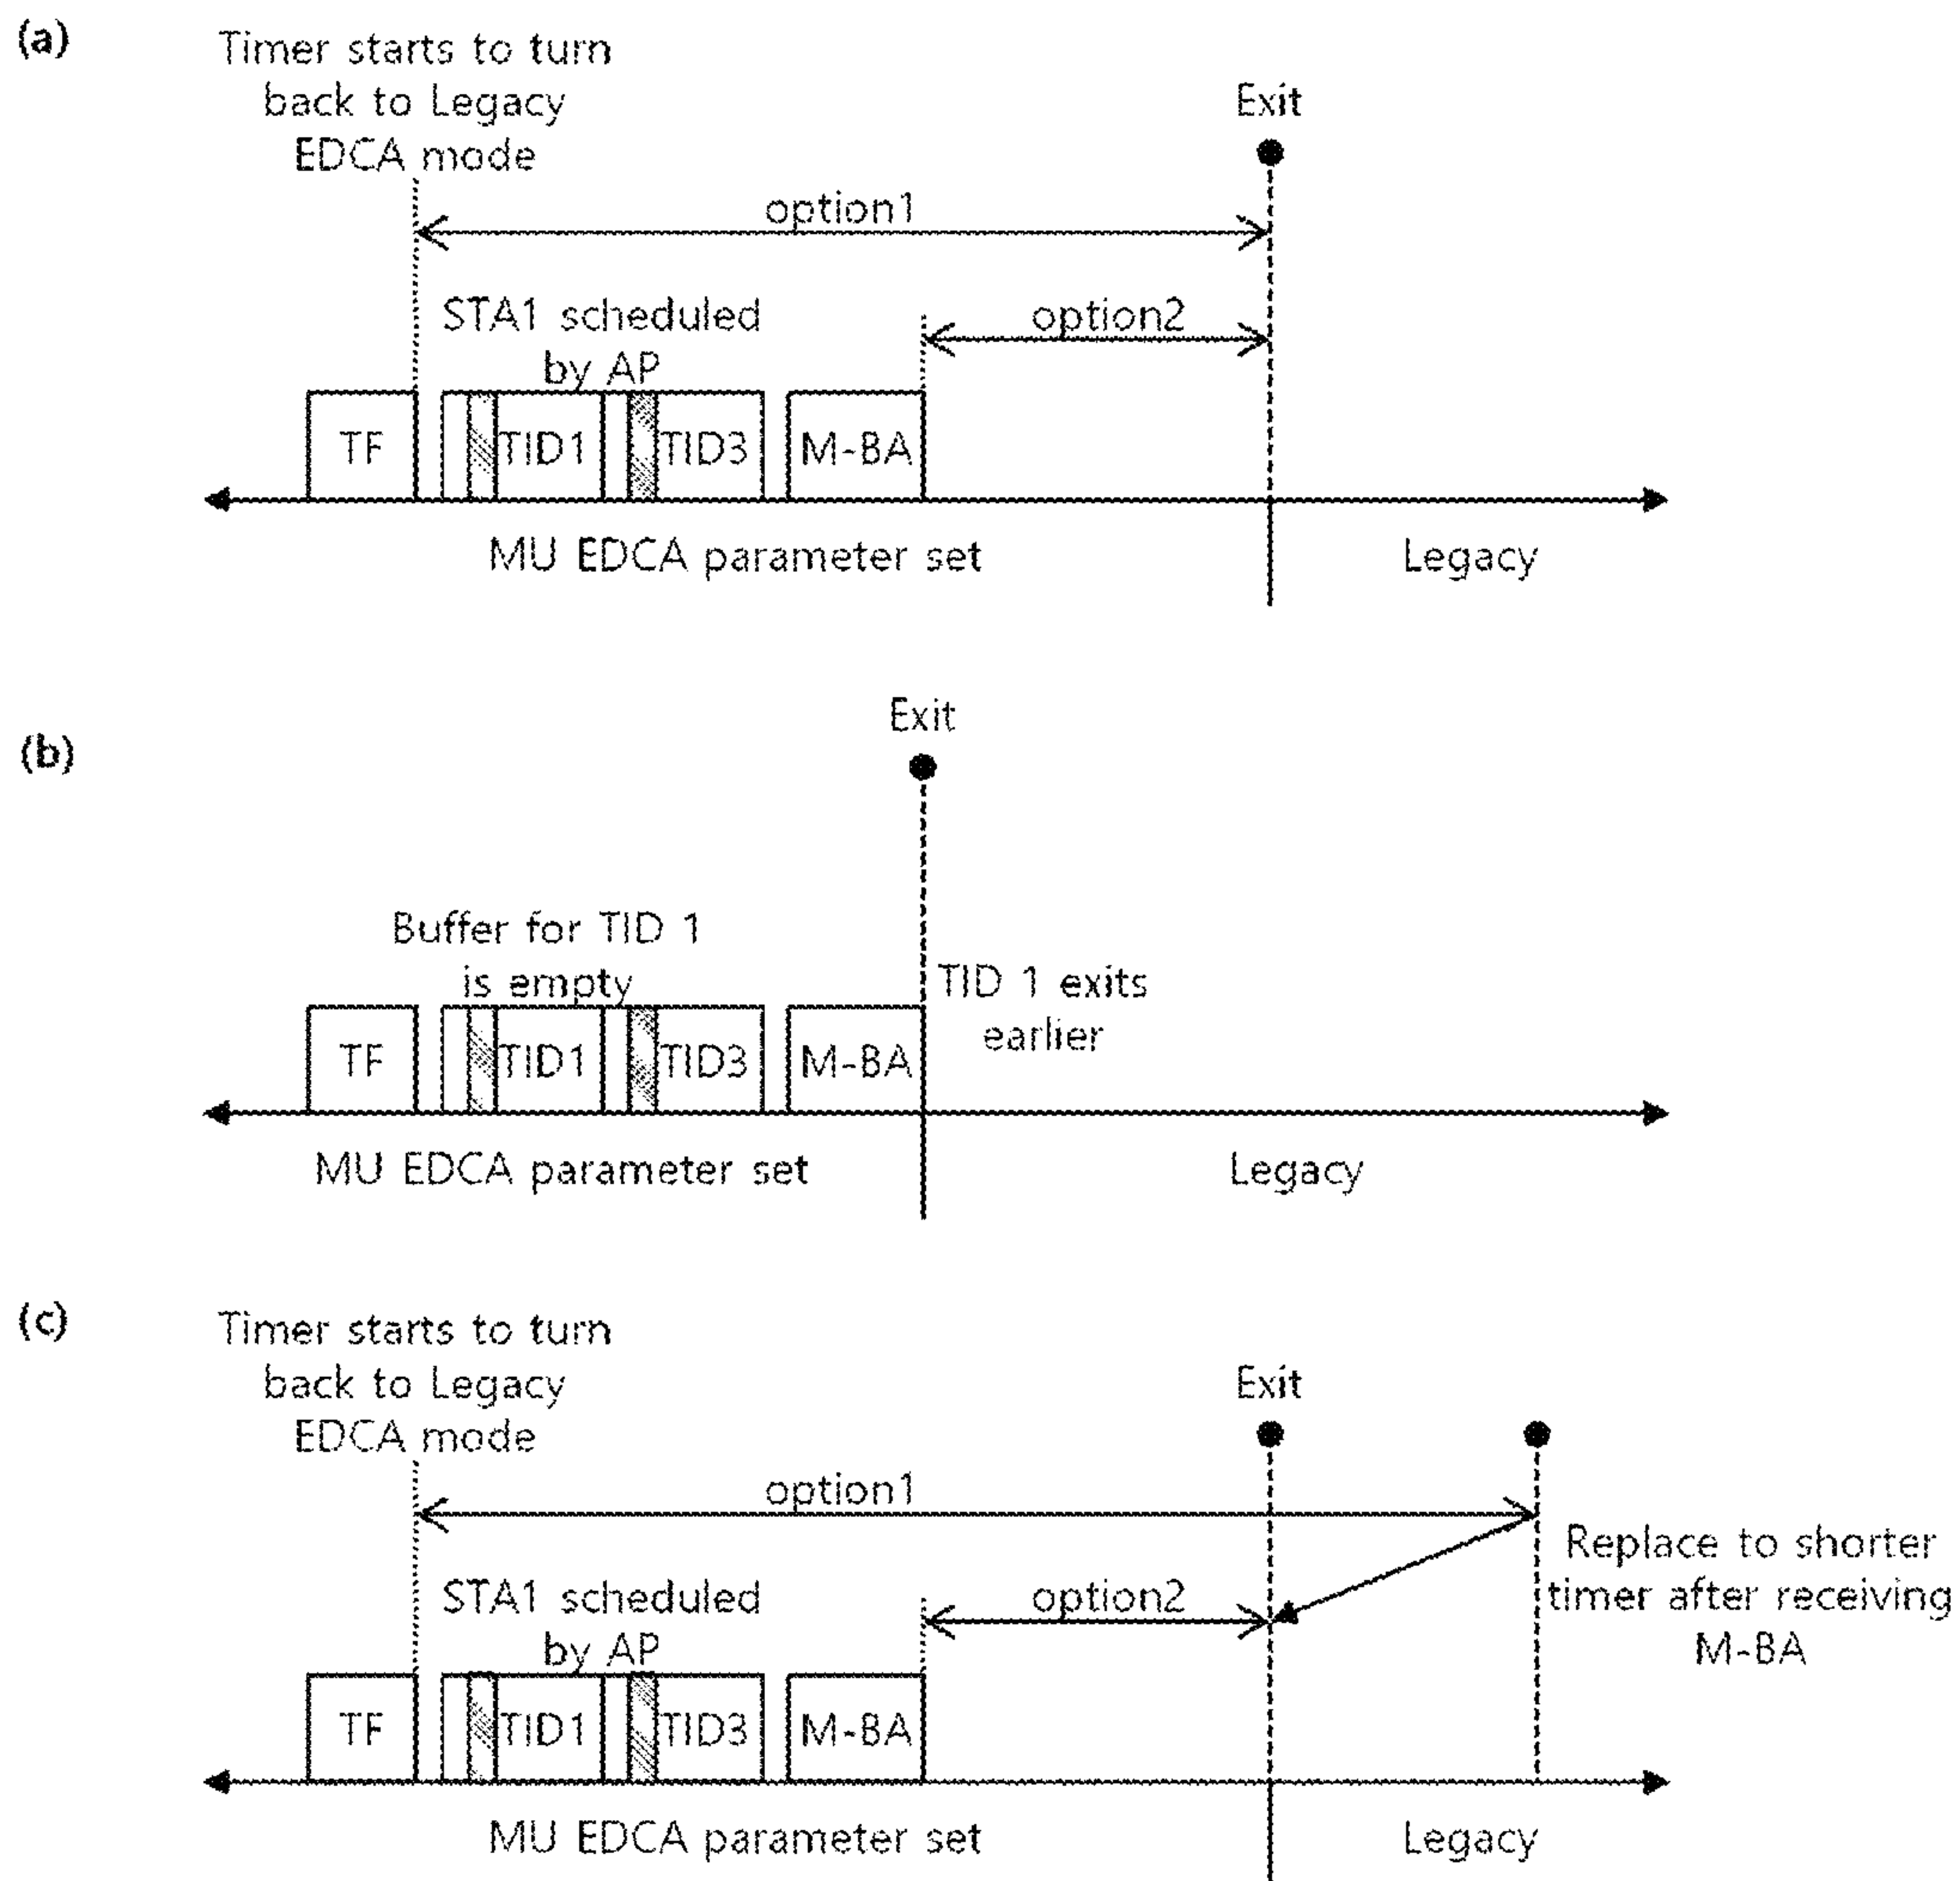 (a)
Timer starts to turn
back to Legacy
EDCA mode
Exit
option1
STA1 scheduled
by AP
option2
TF
TID1
TID3
M-BA
MU EDCA parameter set
Legacy
(b)
Exit
Buffer for TID 1
is empty
TID 1 exits
earlier
TF
TID1
TID3
M-BA
MU EDCA parameter set
Legacy
(c)
Timer starts to turn
back to Legacy
EDCA mode
Exit
option1
Replace to shorter
timer after receiving
M-BA
STA1 scheduled
by AP
option2
TF
TID1
TID3
M-BA
MU EDCA parameter set
Legacy